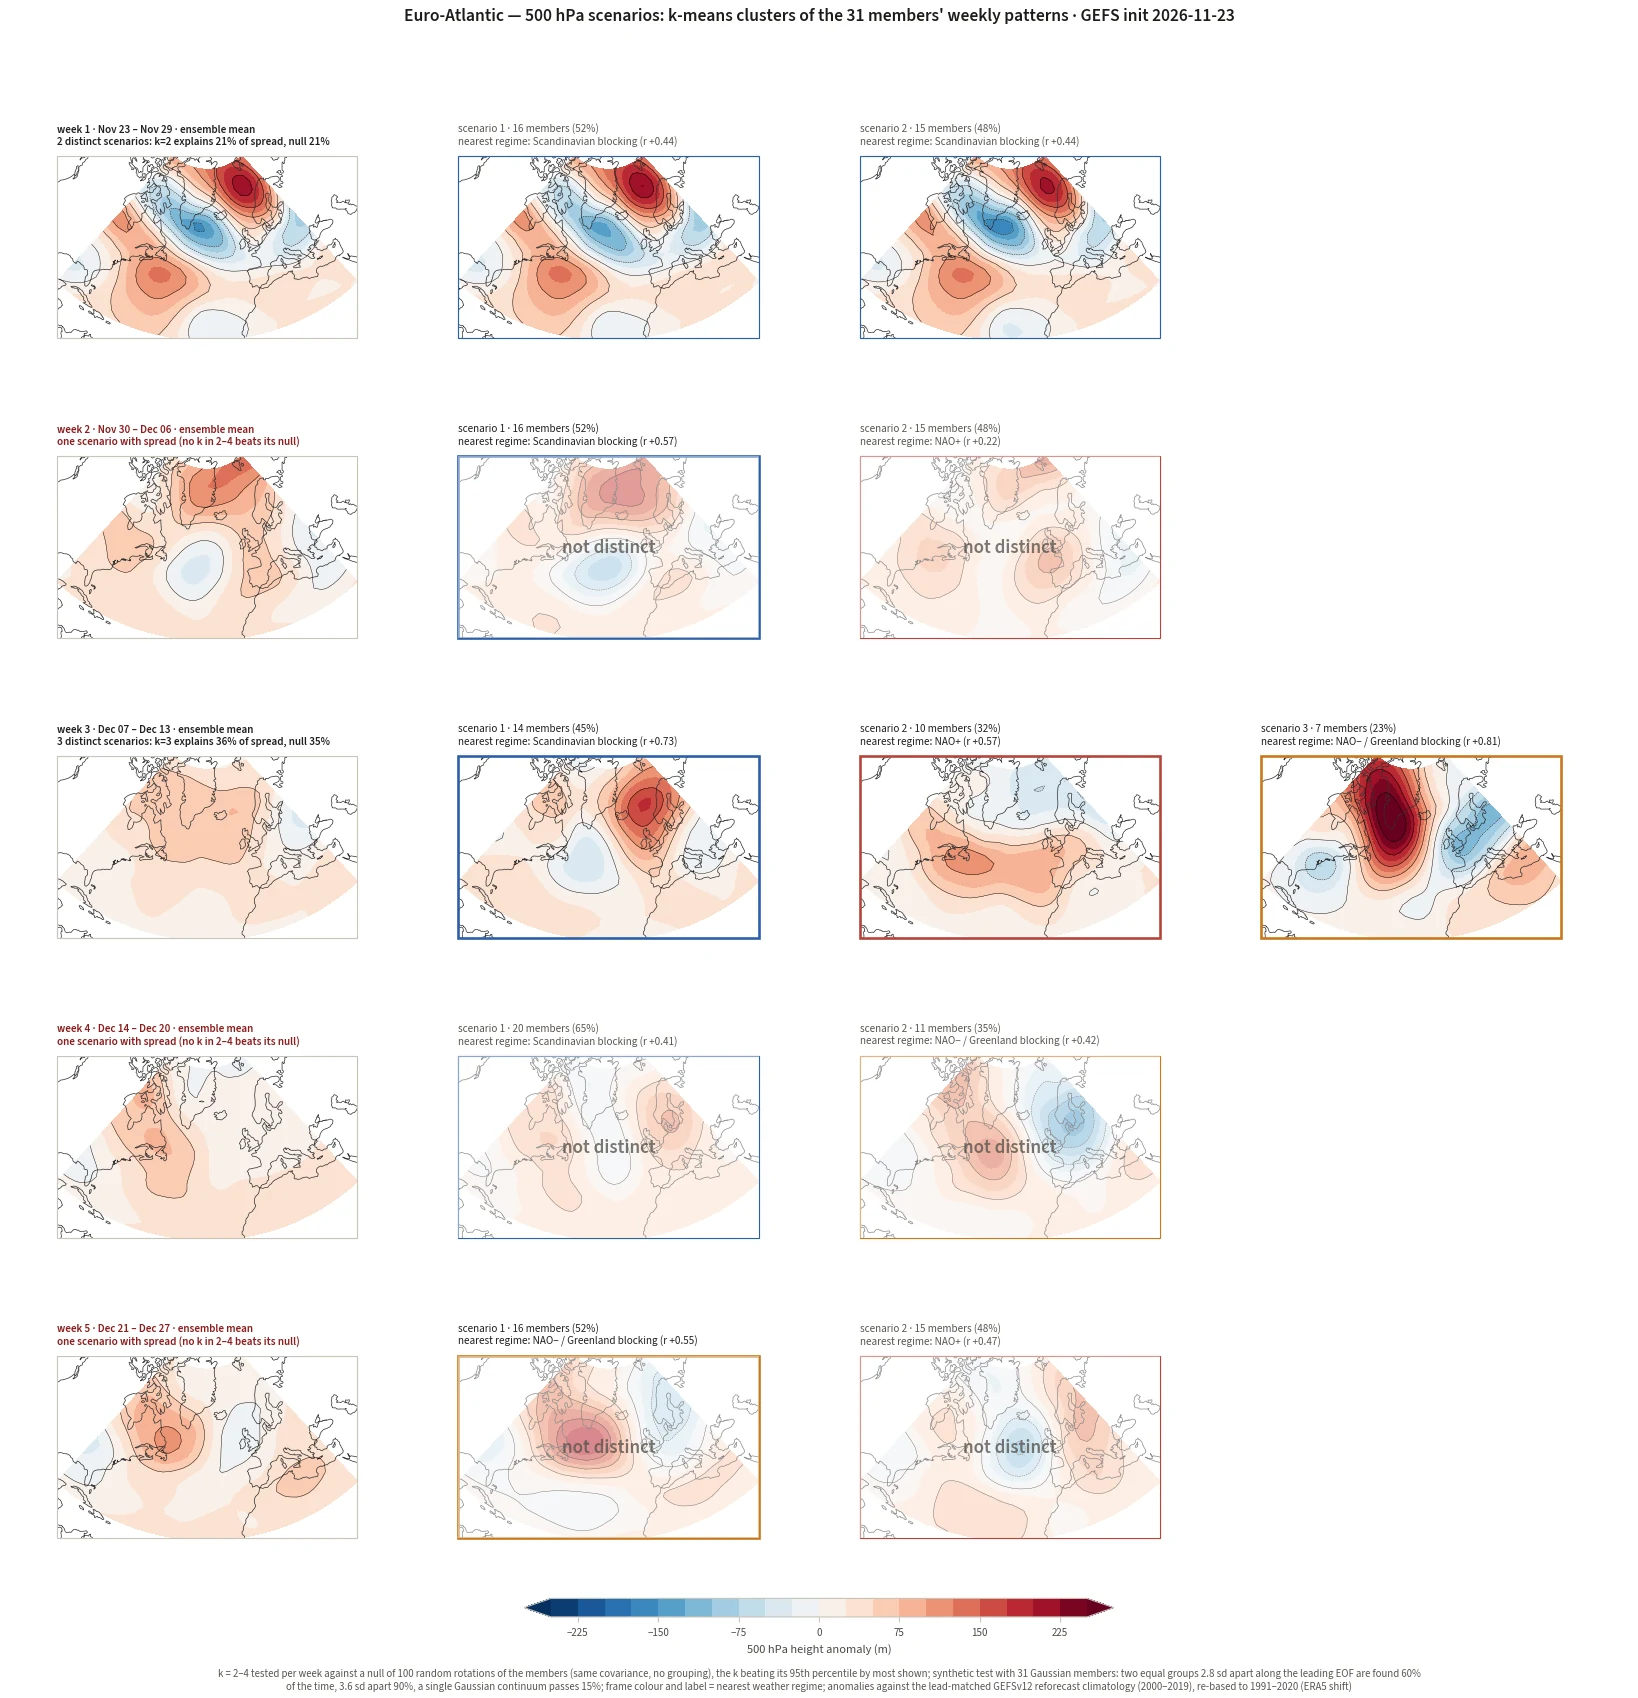 Euro-Atlantic — 500 hPa scenarios: k-means clusters of the 31 members' weekly patterns · GEFS init 2026-11-23
week 1 · Nov 23 – Nov 29 · ensemble mean
2 distinct scenarios: k=2 explains 21% of spread, null 21%
scenario 1 · 16 members (52%)
nearest regime: Scandinavian blocking (r +0.44)
scenario 2 · 15 members (48%)
nearest regime: Scandinavian blocking (r +0.44)
week 2 · Nov 30 – Dec 06 · ensemble mean
one scenario with spread (no k in 2–4 beats its null)
scenario 1 · 16 members (52%)
nearest regime: Scandinavian blocking (r +0.57)
not distinct
scenario 2 · 15 members (48%)
nearest regime: NAO+ (r +0.22)
not distinct
week 3 · Dec 07 – Dec 13 · ensemble mean
3 distinct scenarios: k=3 explains 36% of spread, null 35%
scenario 1 · 14 members (45%)
nearest regime: Scandinavian blocking (r +0.73)
scenario 2 · 10 members (32%)
nearest regime: NAO+ (r +0.57)
scenario 3 · 7 members (23%)
nearest regime: NAO− / Greenland blocking (r +0.81)
week 4 · Dec 14 – Dec 20 · ensemble mean
one scenario with spread (no k in 2–4 beats its null)
scenario 1 · 20 members (65%)
nearest regime: Scandinavian blocking (r +0.41)
not distinct
scenario 2 · 11 members (35%)
nearest regime: NAO− / Greenland blocking (r +0.42)
not distinct
week 5 · Dec 21 – Dec 27 · ensemble mean
one scenario with spread (no k in 2–4 beats its null)
scenario 1 · 16 members (52%)
nearest regime: NAO− / Greenland blocking (r +0.55)
not distinct
scenario 2 · 15 members (48%)
nearest regime: NAO+ (r +0.47)
not distinct
−225 −150 −75 0 75 150 225
500 hPa height anomaly (m)
k = 2–4 tested per week against a null of 100 random rotations of the members (same covariance, no grouping), the k beating its 95th percentile by most shown; synthetic test with 31 Gaussian members: two equal groups 2.8 sd apart along the leading EOF are found 60%
of the time, 3.6 sd apart 90%, a single Gaussian continuum passes 15%; frame colour and label = nearest weather regime; anomalies against the lead-matched GEFSv12 reforecast climatology (2000–2019), re-based to 1991–2020 (ERA5 shift)